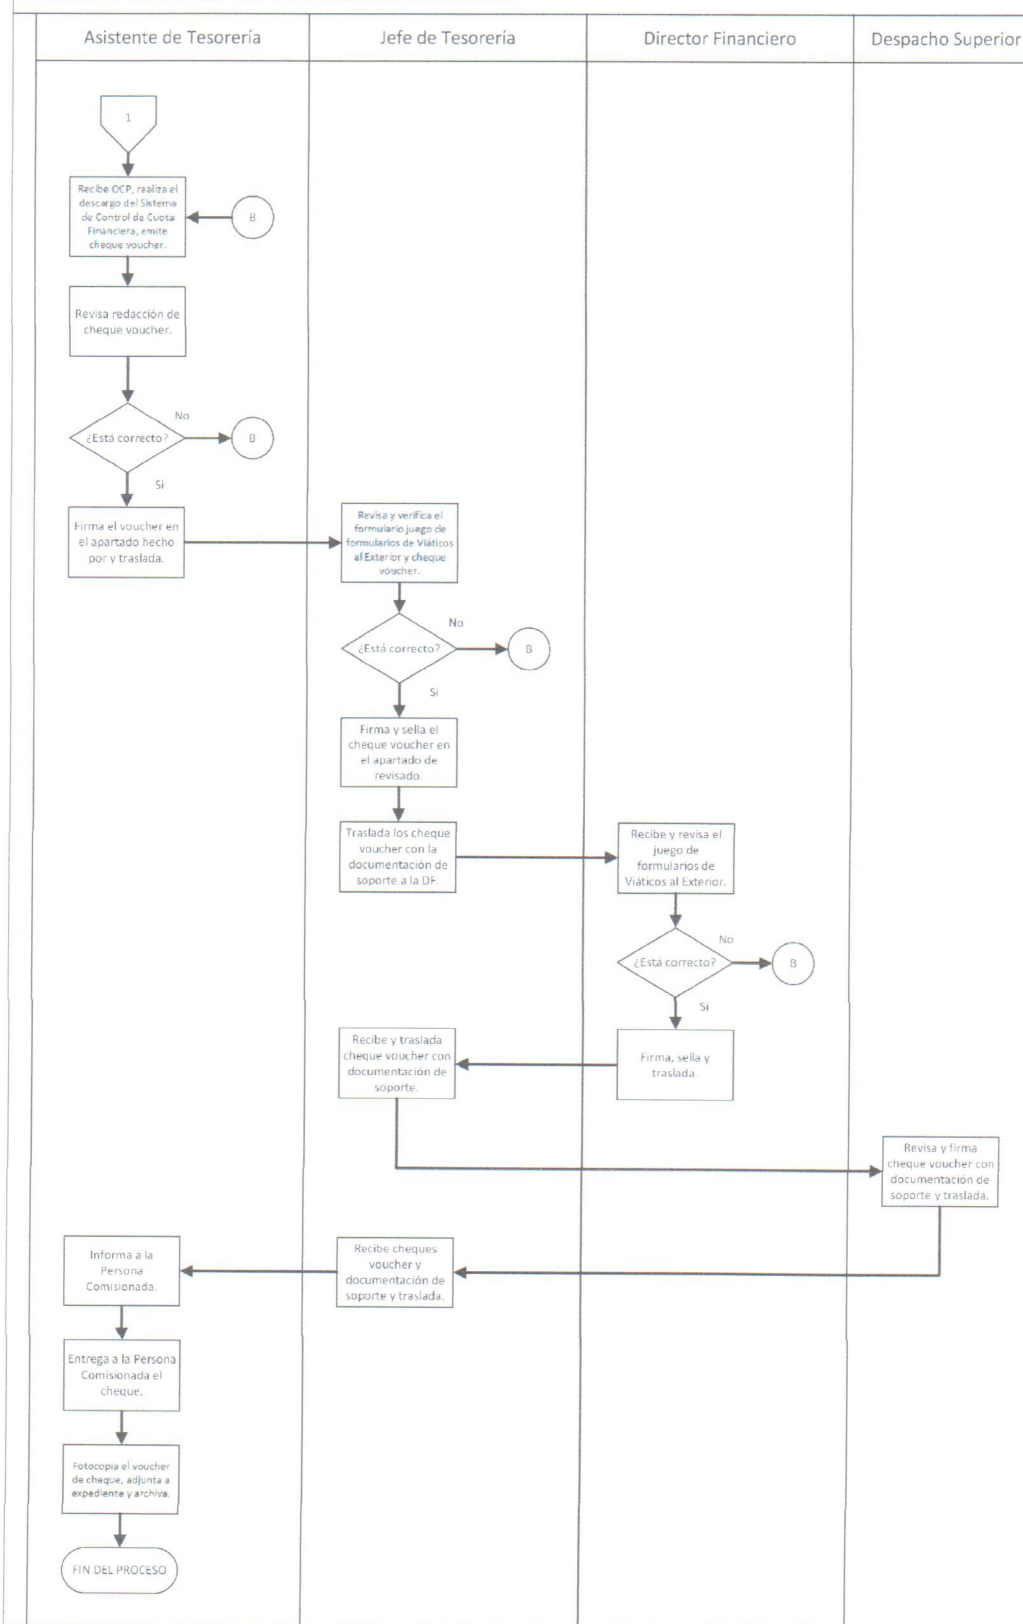 Asistente de Tesorería
Jefe de Tesorería
Director Financiero
Despacho Superior
1
Recibe OCP, realiza el
descargo del Sistema
de Control de Cuota
Financiera, emite
cheque voucher.
B
Revisa redacción de
cheque voucher.
¿Está correcto?
No
B
Si
Firma el voucher en
el apartado hecho
por y traslada.
Revisa y verifica el
formulario juego de
formularios de Viáticos
al Exterior y cheque
voucher.
¿Está correcto?
No
B
Si
Firma y sella el
cheque voucher en
el apartado de
revisado.
Traslada los cheque
voucher con la
documentación de
soporte a la DF.
Recibe y revisa el
juego de
formularios de
Viáticos al Exterior.
¿Está correcto?
No
B
Si
Firma, sella y
traslada.
Recibe y traslada
cheque voucher con
documentación de
soporte.
Revisa y firma
cheque voucher con
documentación de
soporte y traslada.
Recibe cheques
voucher y
documentación de
soporte y traslada.
Informa a la
Persona
Comisionada.
Entrega a la Persona
Comisionada el
cheque.
Fotocopia el voucher
de cheque, adjunta a
expediente y archiva.
FIN DEL PROCESO